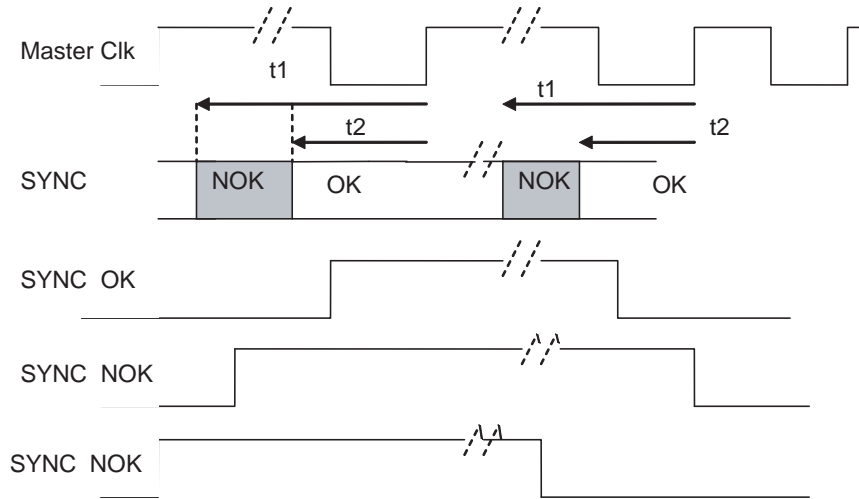 Master Clk
t1
t1
t2
t2
SYNC
NOK
OK
NOK
OK
SYNC OK
SYNC NOK
SYNC NOK